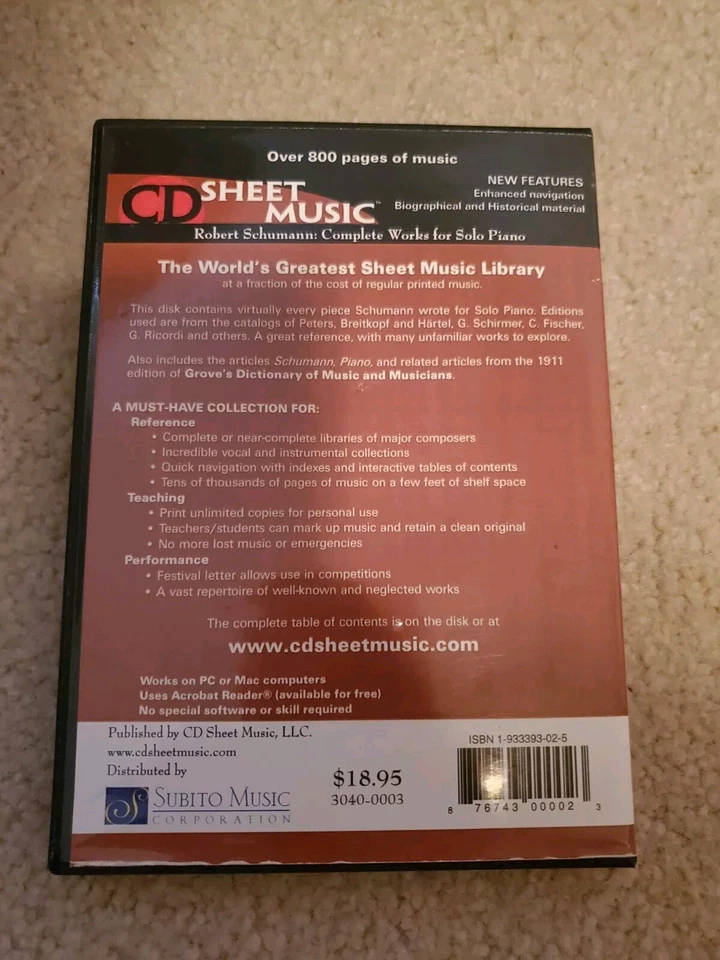 Over 800 pages of music
CD SHEET MUSIC™
NEW FEATURES
Enhanced navigation
Biographical and Historical material
Robert Schumann: Complete Works for Solo Piano
The World's Greatest Sheet Music Library
at a fraction of the cost of regular printed music.
This disk contains virtually every piece Schumann wrote for Solo Piano. Editions
used are from the catalogs of Peters, Breitkopf and Härtel, G. Schirmer, C. Fischer,
G. Ricordi and others. A great reference, with many unfamiliar works to explore.
Also includes the articles Schumann, Piano, and related articles from the 1911
edition of Grove's Dictionary of Music and Musicians.
A MUST-HAVE COLLECTION FOR:
Reference
• Complete or near-complete libraries of major composers
• Incredible vocal and instrumental collections
• Quick navigation with indexes and interactive tables of contents
• Tens of thousands of pages of music on a few feet of shelf space
Teaching
• Print unlimited copies for personal use
• Teachers/students can mark up music and retain a clean original
• No more lost music or emergencies
Performance
• Festival letter allows use in competitions
• A vast repertoire of well-known and neglected works
The complete table of contents is on the disk or at
www.cdsheetmusic.com
Works on PC or Mac computers
Uses Acrobat Reader® (available for free)
No special software or skill required
Published by CD Sheet Music, LLC.
www.cdsheetmusic.com
Distributed by
S SUBITO MUSIC
CORPORATION
$18.95
3040-0003
ISBN 1-933393-02-5
8 76743 00002 3